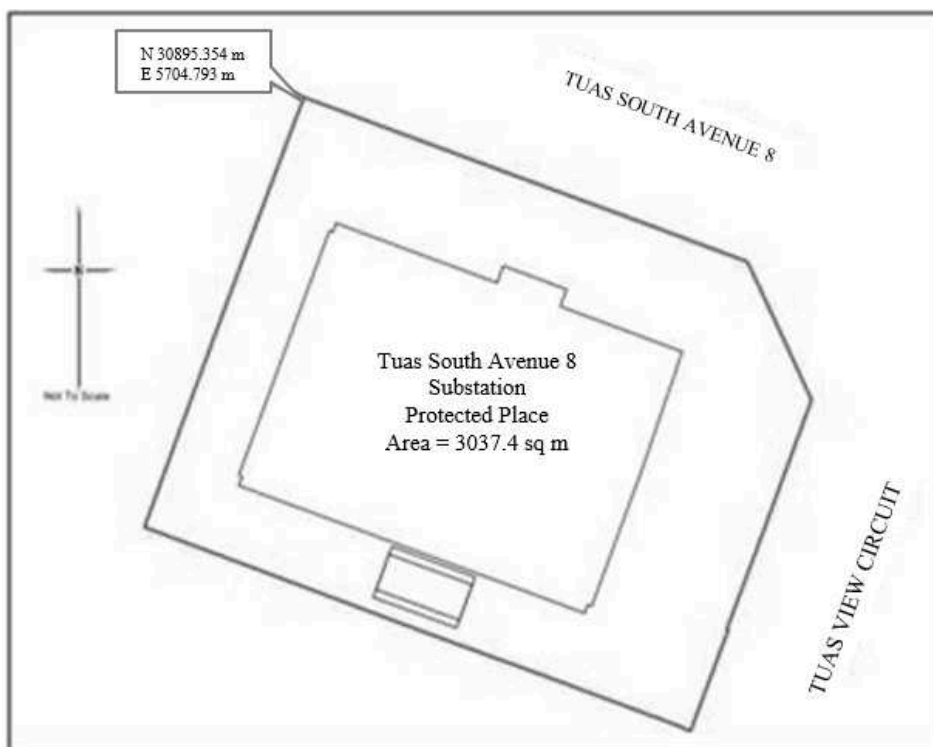 N 30895.354 m
E 5704.793 m
TUAS SOUTH AVENUE 8
N
Not To Scale
Tuas South Avenue 8
Substation
Protected Place
Area = 3037.4 sq m
TUAS VIEW CIRCUIT